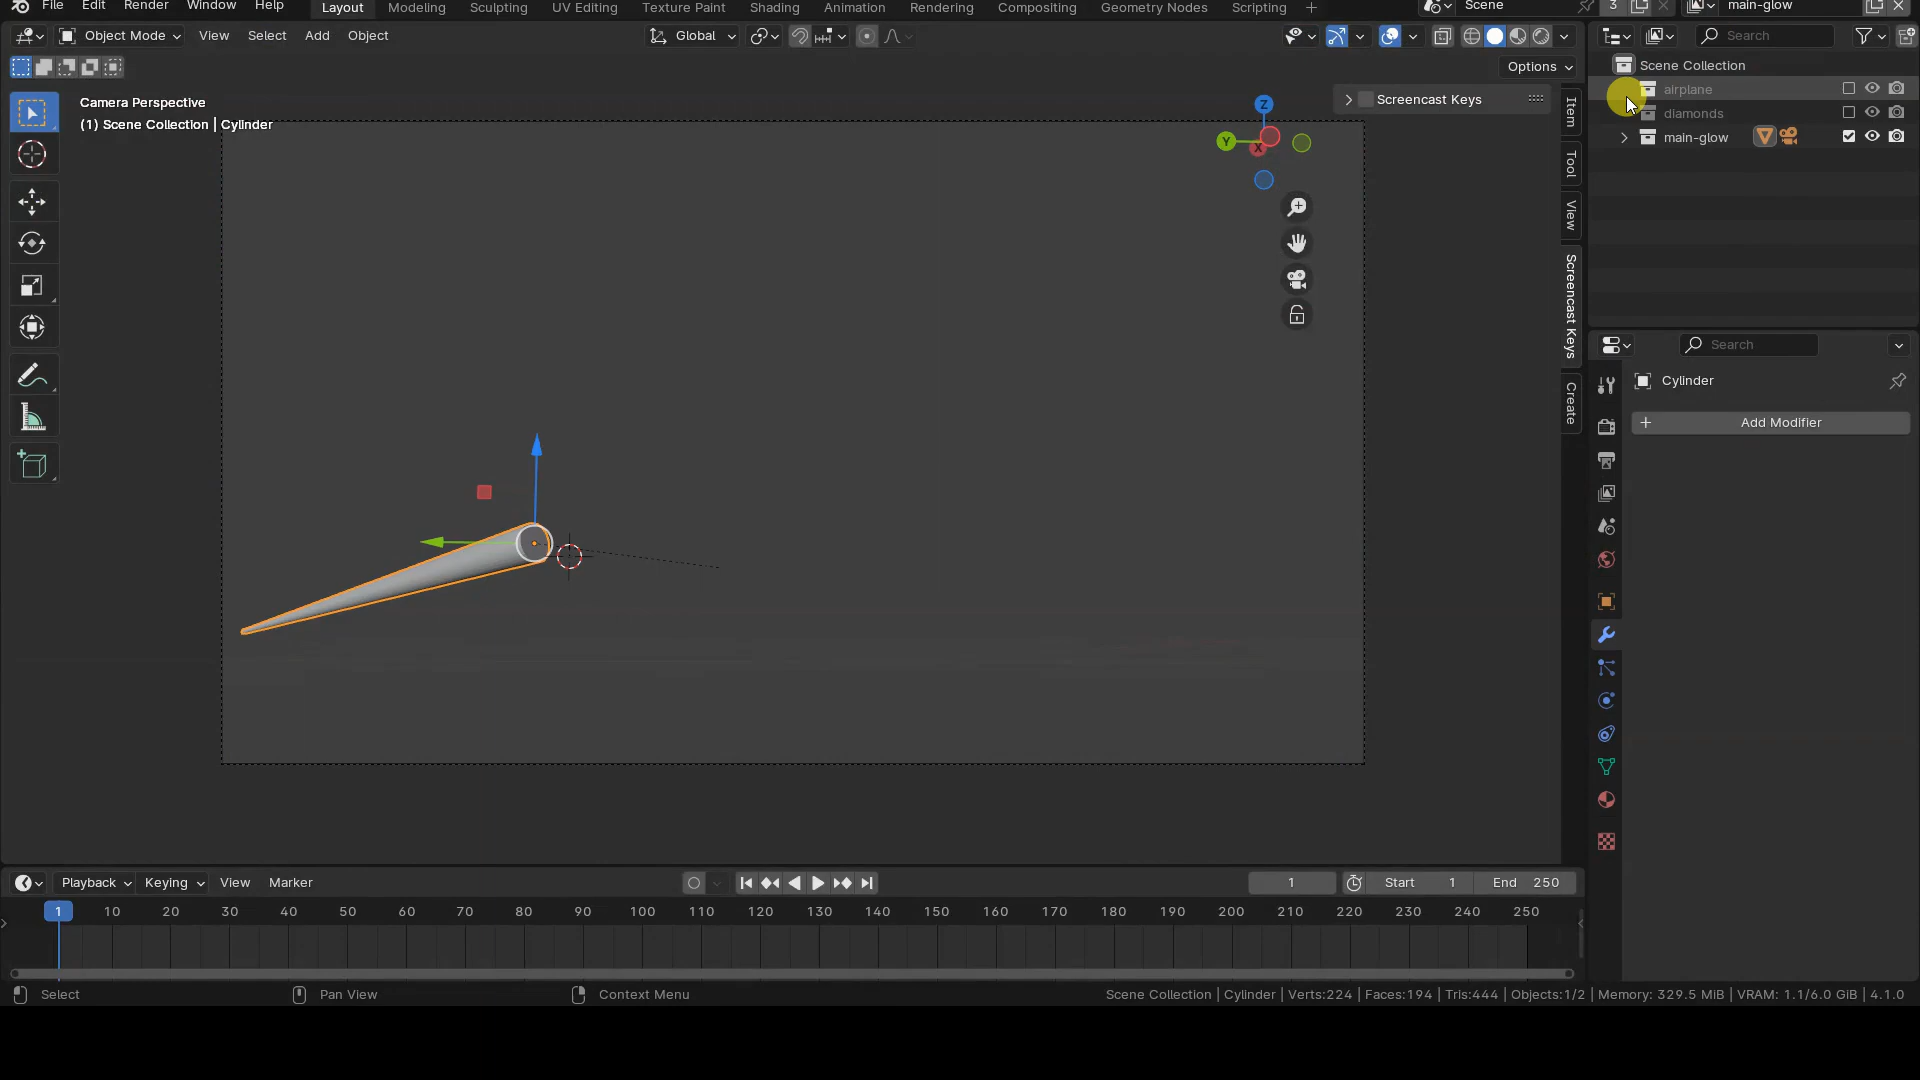 File Edit Render Window Help Layout Modeling Sculpting UV Editing Texture Paint Shading Animation Rendering Compositing Geometry Nodes Scripting Scene 3 main-glow
Object Mode View Select Add Object Global Search
Options
Scene Collection
airplane
diamonds
main-glow
Camera Perspective
(1) Scene Collection | Cylinder
Screencast Keys
Z
Y
X
Item
Tool
View
Screencast Keys
Create
Search
Cylinder
Add Modifier
Playback Keying View Marker 1 Start 1 End 250
1 10 20 30 40 50 60 70 80 90 100 110 120 130 140 150 160 170 180 190 200 210 220 230 240 250
Select Pan View Context Menu Scene Collection | Cylinder | Verts:224 | Faces:194 | Tris:444 | Objects:1/2 | Memory: 329.5 MiB | VRAM: 1.1/6.0 GiB | 4.1.0